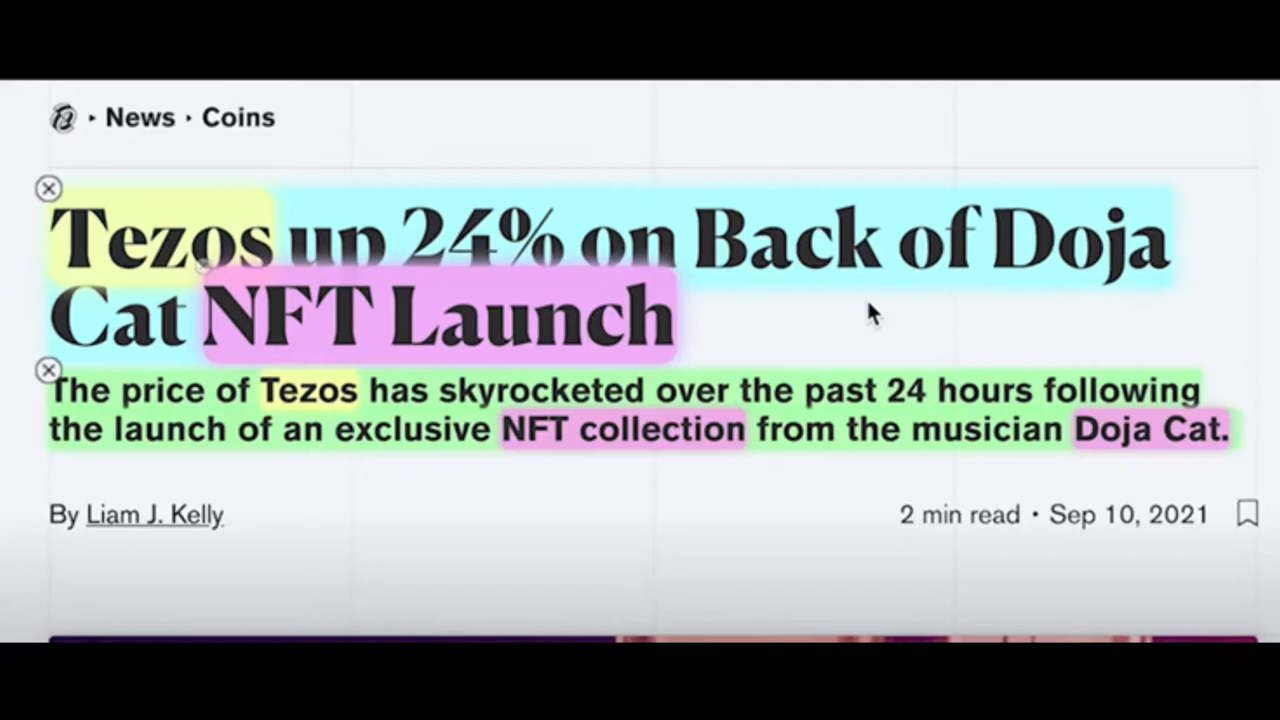 ‣ News · Coins
Tezos up 24% on Back of Doja
Cat NFT Launch
The price of Tezos has skyrocketed over the past 24 hours following
the launch of an exclusive NFT collection from the musician Doja Cat.
By Liam J. Kelly
2 min read • Sep 10, 2021